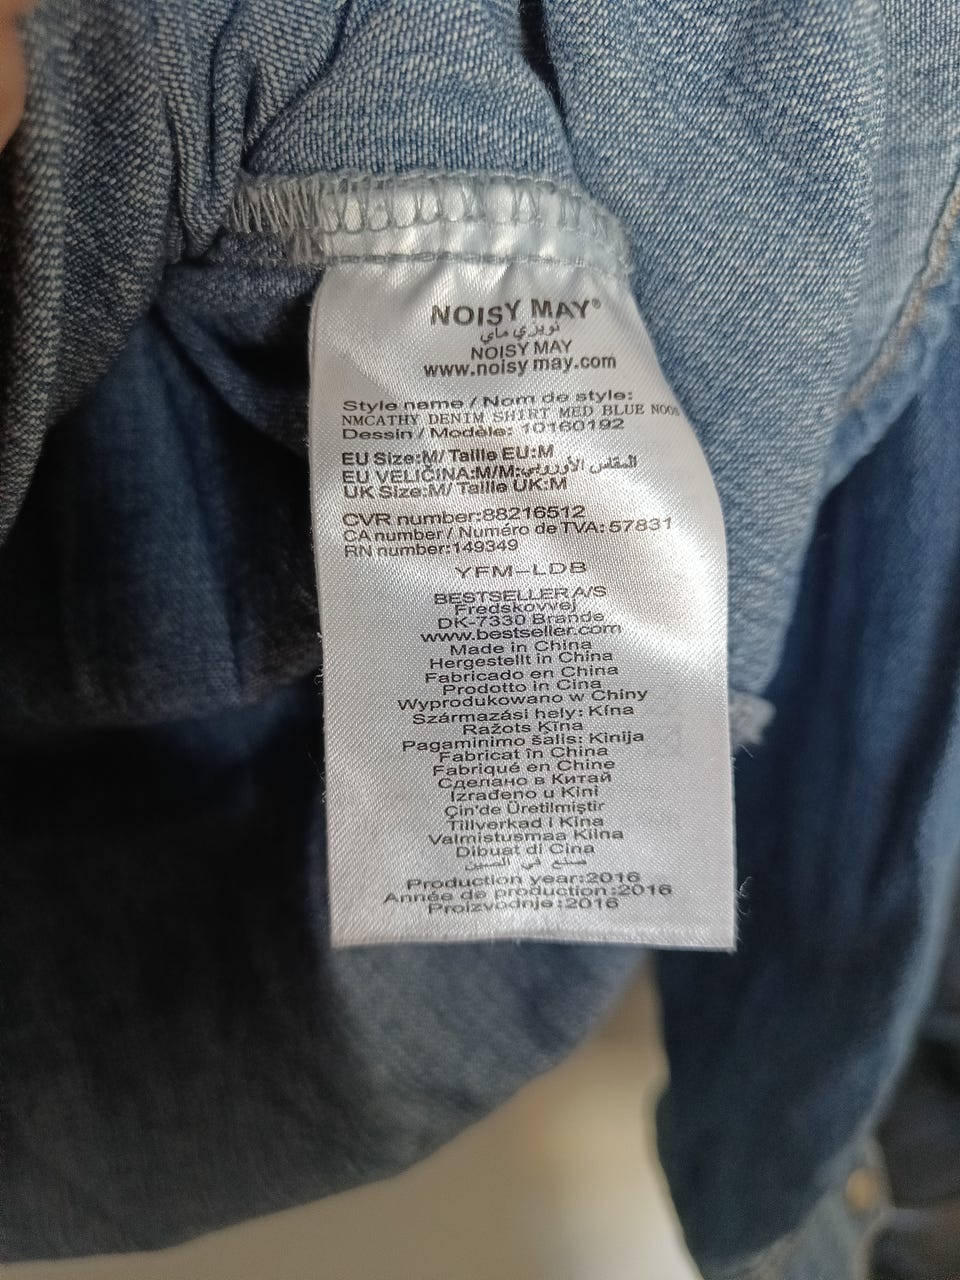 NOISY MAY®
نويزي ماي
NOISY MAY
www.noisy may.com
Style name / Nom de style:
NMCATHY DENIM SHIRT MED BLUE NOOS
Dessin / Modèle: 10160192
EU Size:M/ Taille EU:M
EU VELIČINA:M/M:المقاس الأوروبي
UK Size:M/ Taille UK:M
CVR number:88216512
CA number / Numéro de TVA: 57831
RN number:149349
YFM-LDB
BESTSELLER A/S
Fredskovvej
DK-7330 Brande
www.bestseller.com
Made in China
Hergestellt in China
Fabricado en China
Prodotto in Cina
Wyprodukowano w Chiny
Származási hely: Kína
Ražots Ķīna
Pagaminimo šalis: Kinija
Fabricat în China
Fabriqué en Chine
Сделано в Китай
Izrađeno u Kini
Çin'de Üretilmiştir
Tillverkad i Kina
Valmistusmaa Kiina
Dibuat di Cina
صنع في الصين
Production year:2016
Année de production:2016
Proizvodnje:2016